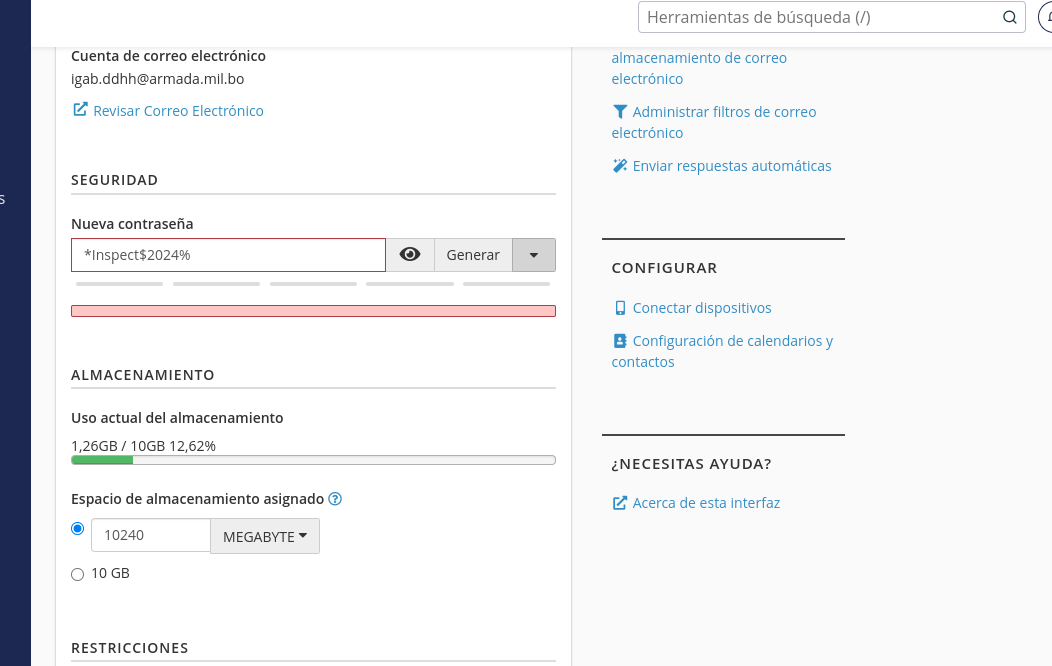 Herramientas de búsqueda (/)
Cuenta de correo electrónico
igab.ddhh@armada.mil.bo
Revisar Correo Electrónico
SEGURIDAD
Nueva contraseña
*Inspect$2024%
Generar
ALMACENAMIENTO
Uso actual del almacenamiento
1,26GB / 10GB 12,62%
Espacio de almacenamiento asignado
10240
MEGABYTE
10 GB
RESTRICCIONES
almacenamiento de correo
electrónico
Administrar filtros de correo
electrónico
Enviar respuestas automáticas
CONFIGURAR
Conectar dispositivos
Configuración de calendarios y
contactos
¿NECESITAS AYUDA?
Acerca de esta interfaz